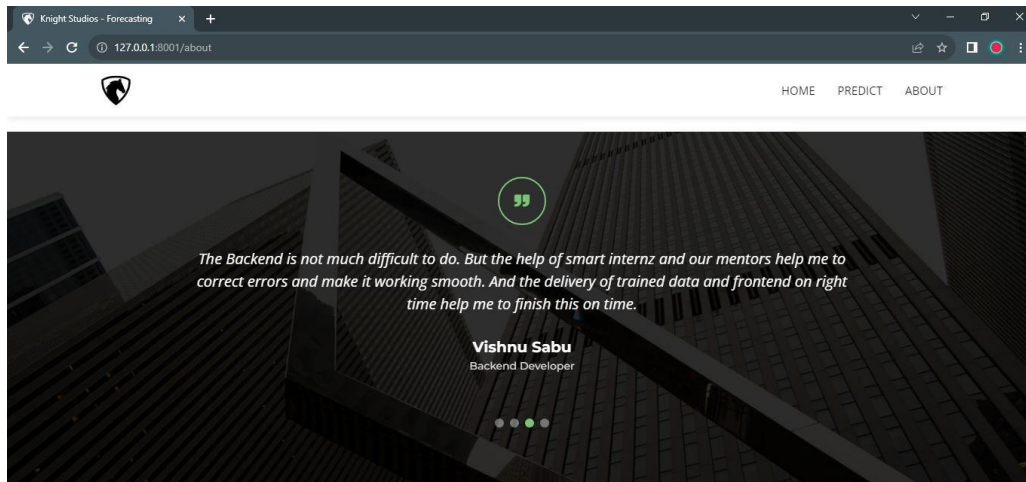 Knight Studios - Forecasting
127.0.0.1:8001/about
HOME PREDICT ABOUT
The Backend is not much difficult to do. But the help of smart internz and our mentors help me to
correct errors and make it working smooth. And the delivery of trained data and frontend on right
time help me to finish this on time.
Vishnu Sabu
Backend Developer